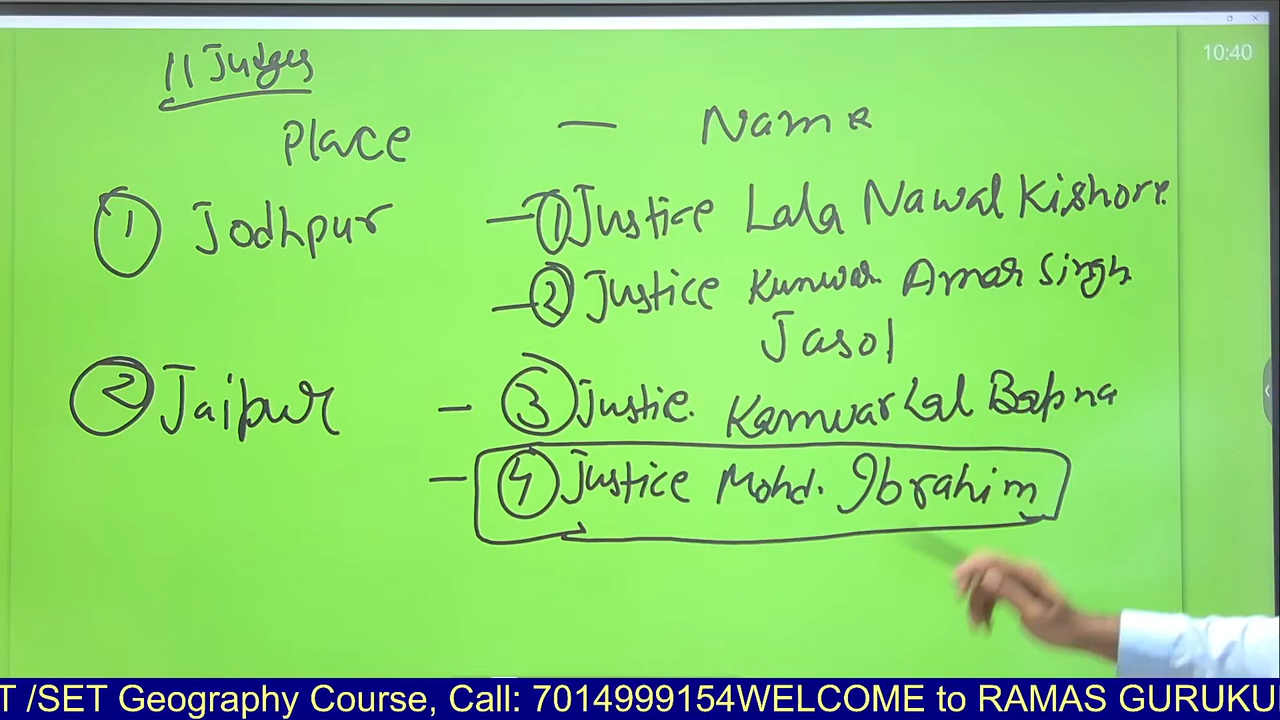 10:40
11 Judges
Place — Name
① Jodhpur — ① Justice Lala Nawal Kishore.
— ② Justice Kunwar Amar Singh
Jasol
② Jaipur — ③ Justic. Kanwar Lal Bapna
— ④ Justice Mohd. Ibrahim
T /SET Geography Course, Call: 7014999154WELCOME to RAMAS GURUKU